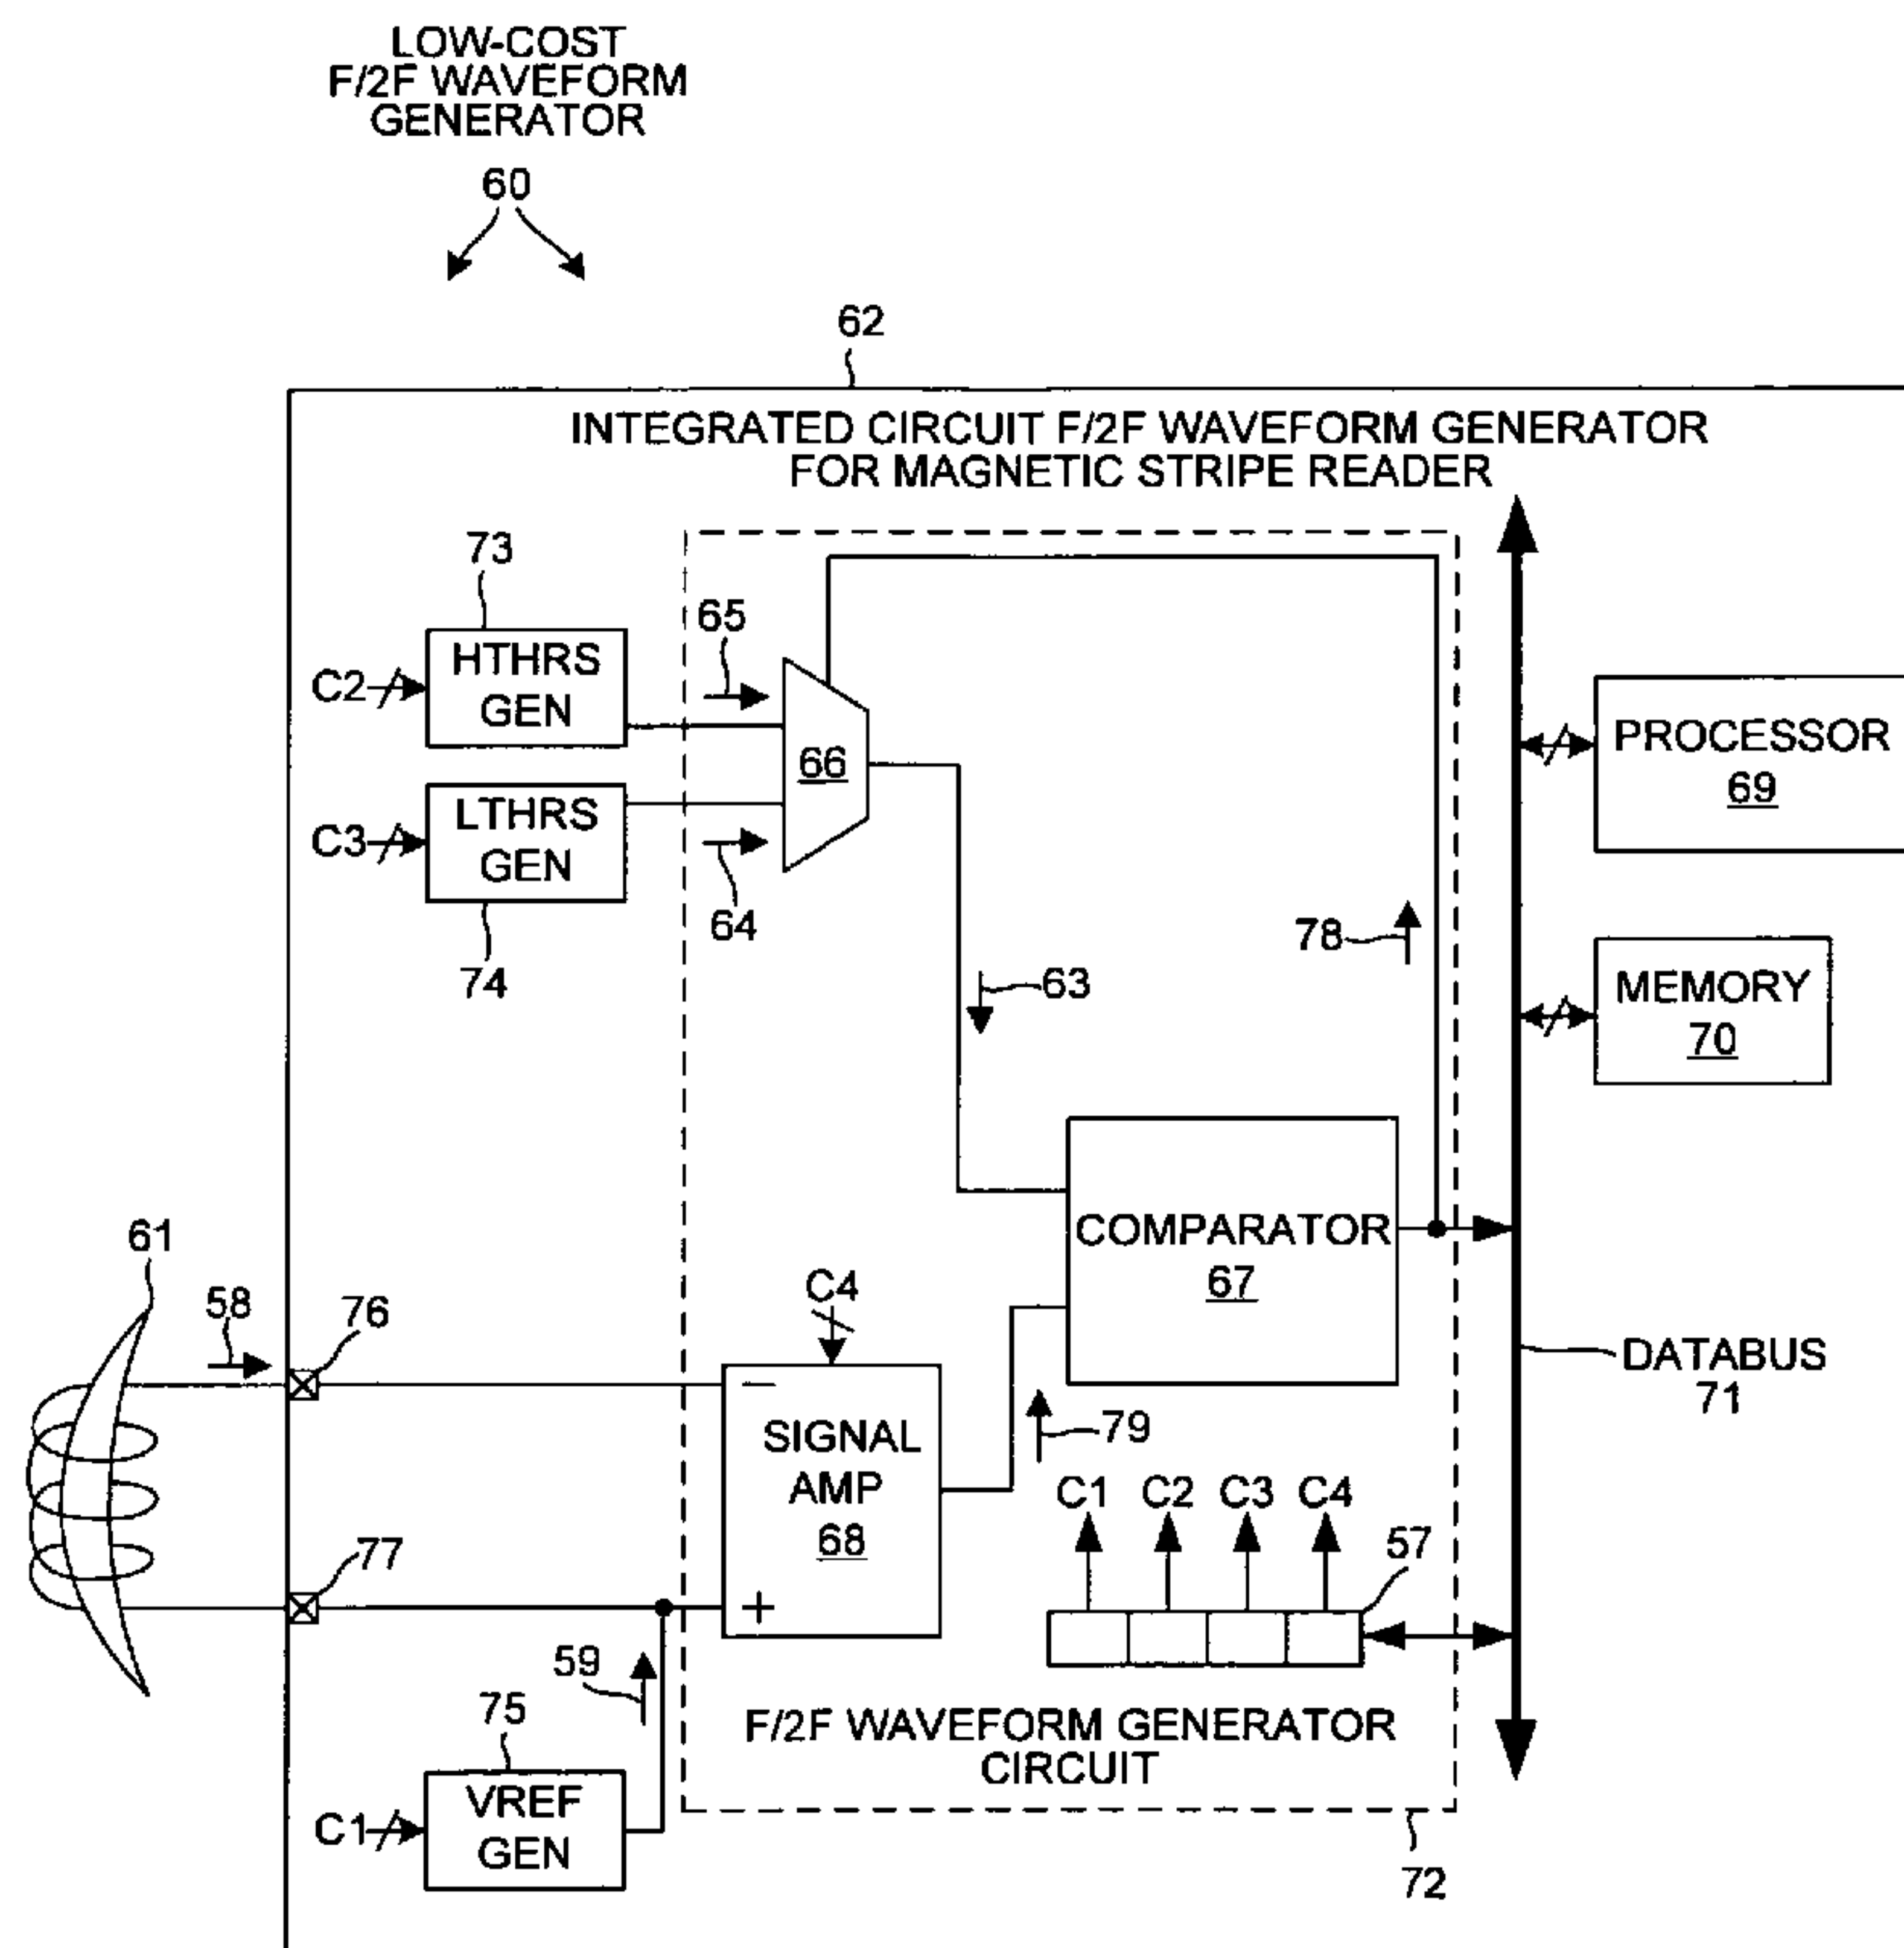 LOW-COST
F/2F WAVEFORM
GENERATOR
60
62
INTEGRATED CIRCUIT F/2F WAVEFORM GENERATOR
FOR MAGNETIC STRIPE READER
73
65
C2
HTHRS
GEN
66
PROCESSOR
69
C3
LTHRS
GEN
64
74
78
63
MEMORY
70
61
58
76
C4
COMPARATOR
67
DATABUS
71
−
SIGNAL
AMP
68
+
79
C1 C2 C3 C4
57
77
59
75
C1
VREF
GEN
F/2F WAVEFORM GENERATOR
CIRCUIT
72